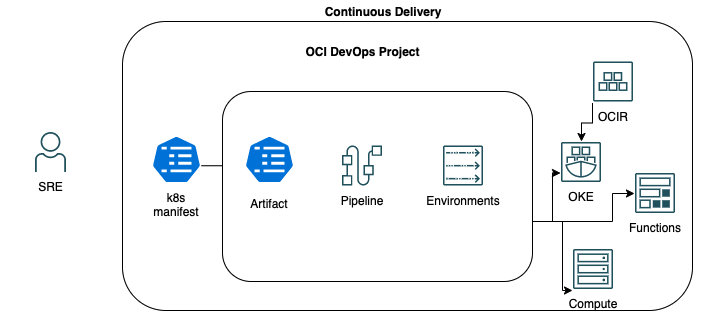 Continuous Delivery
OCI DevOps Project
OCIR
SRE
k8s
manifest
Artifact
Pipeline
Environments
OKE
Functions
Compute